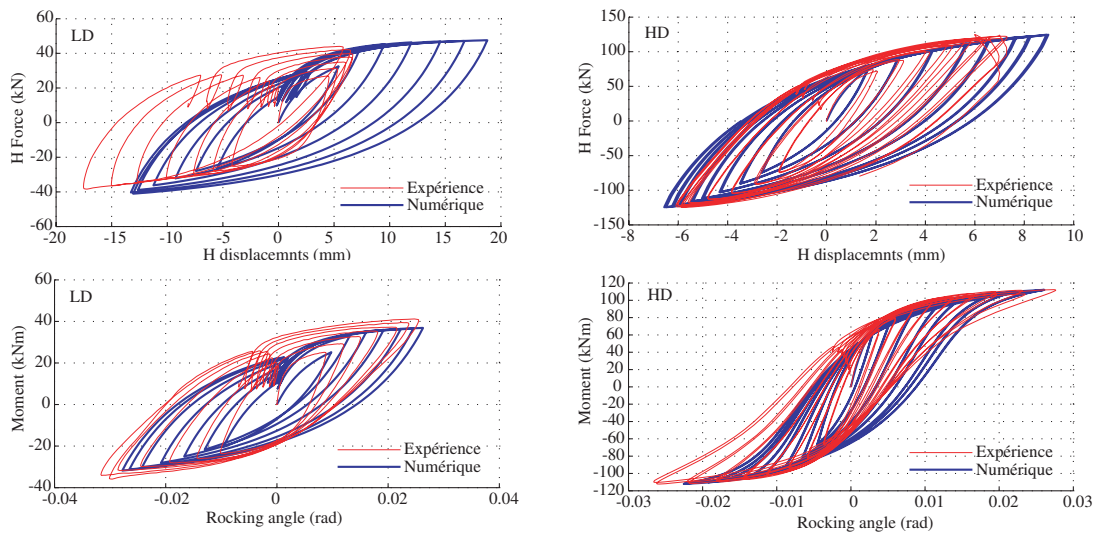 LD
H Force (kN)
60
40
20
0
-20
-40
-60
Expérience
Numérique
-20 -15 -10 -5 0 5 10 15 20
H displacemnts (mm)
HD
H Force (kN)
150
100
50
0
-50
-100
-150
Expérience
Numérique
-8 -6 -4 -2 0 2 4 6 8 10
H displacemnts (mm)
LD
Moment (kNm)
60
40
20
0
-20
-40
Expérience
Numérique
-0.04 -0.02 0 0.02 0.04
Rocking angle (rad)
HD
Moment (kNm)
120
100
80
60
40
20
0
-20
-40
-60
-80
-100
-120
Expérience
Numérique
-0.03 -0.02 -0.01 0 0.01 0.02 0.03
Rocking angle (rad)